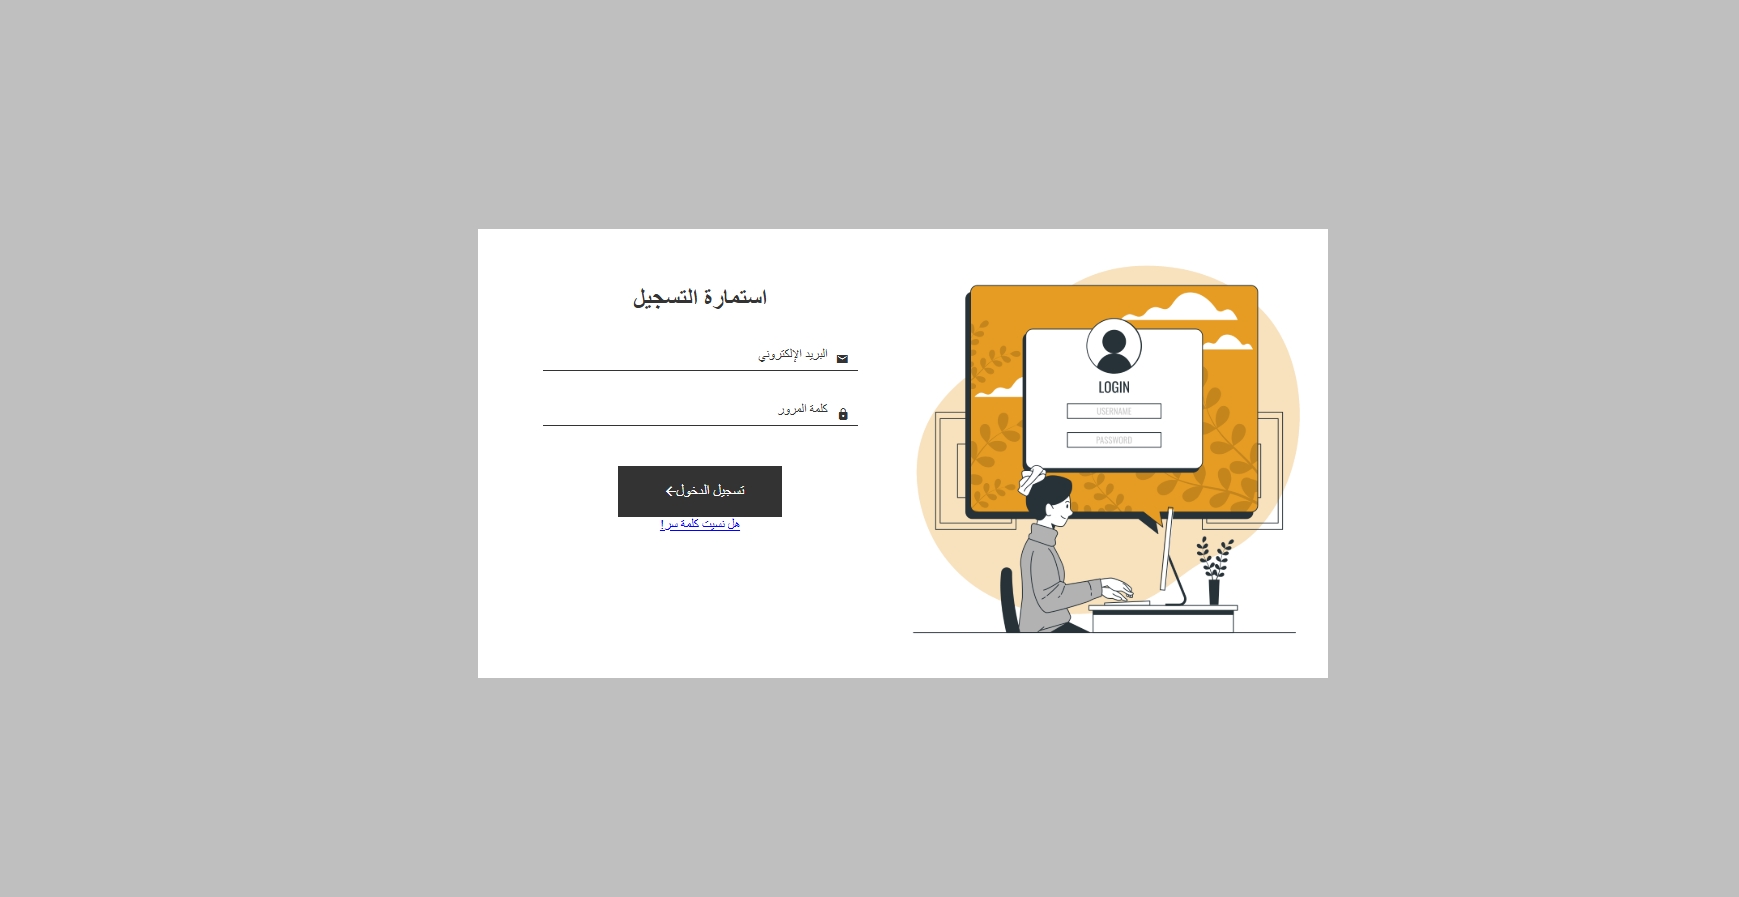 استمارة التسجيل
البريد الإلكتروني
كلمة المرور
تسجيل الدخول
هل نسيت كلمة سر!
LOGIN
USERNAME
PASSWORD